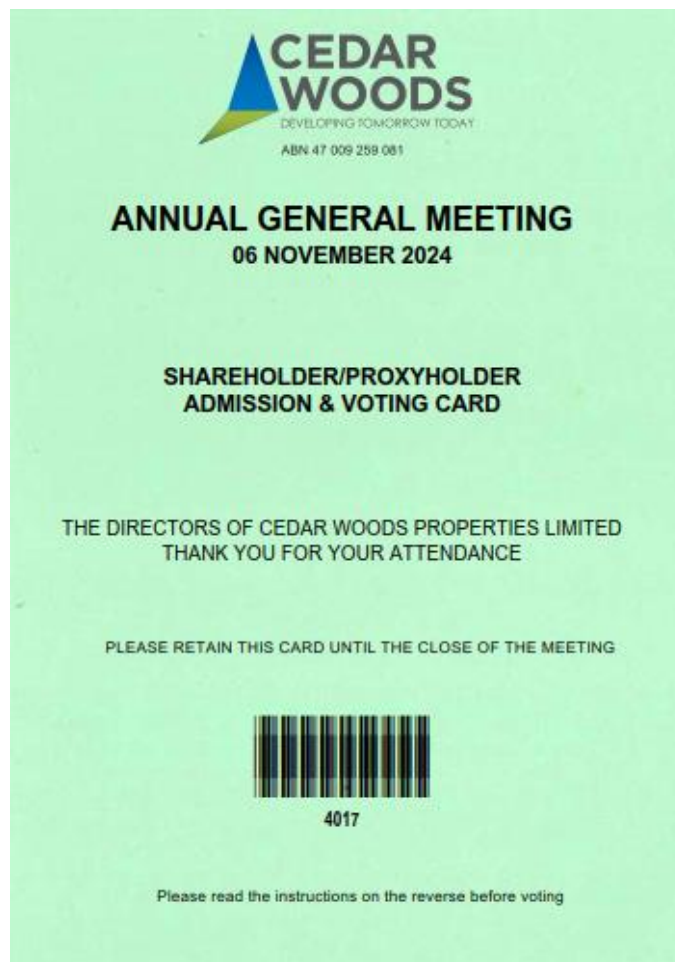 CEDAR
WOODS
DEVELOPING TOMORROW TODAY
ABN 47 009 259 081
ANNUAL GENERAL MEETING
06 NOVEMBER 2024
SHAREHOLDER/PROXYHOLDER
ADMISSION & VOTING CARD
THE DIRECTORS OF CEDAR WOODS PROPERTIES LIMITED
THANK YOU FOR YOUR ATTENDANCE
PLEASE RETAIN THIS CARD UNTIL THE CLOSE OF THE MEETING
4017
Please read the instructions on the reverse before voting